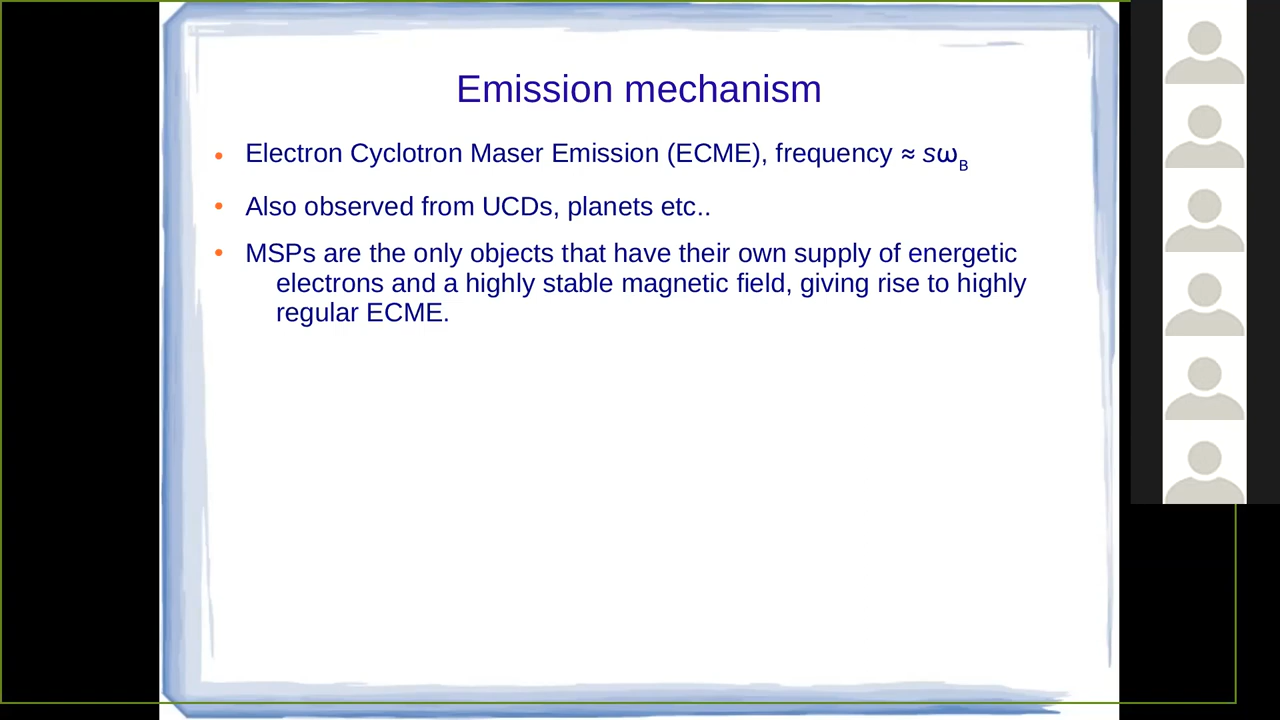 Emission mechanism
• Electron Cyclotron Maser Emission (ECME), frequency ≈ sωB
• Also observed from UCDs, planets etc..
• MSPs are the only objects that have their own supply of energetic
electrons and a highly stable magnetic field, giving rise to highly
regular ECME.